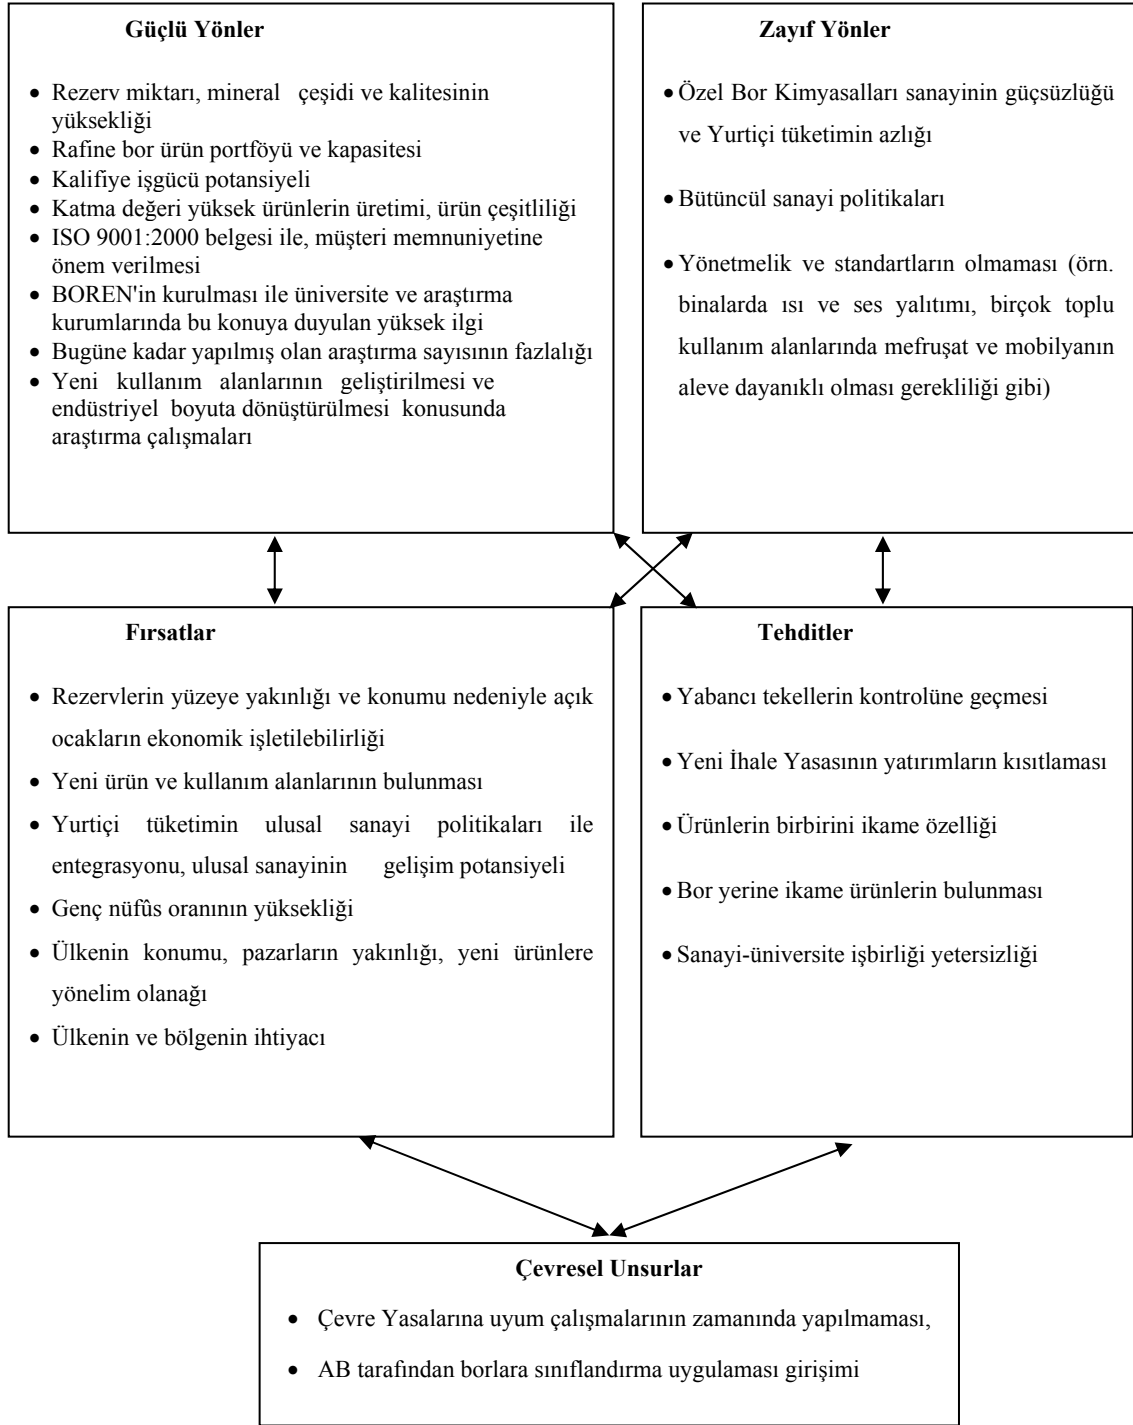 Güçlü Yönler
• Rezerv miktarı, mineral çeşidi ve kalitesinin
yüksekliği
• Rafine bor ürün portföyü ve kapasitesi
• Kalifiye işgücü potansiyeli
• Katma değeri yüksek ürünlerin üretimi, ürün çeşitliliği
• ISO 9001:2000 belgesi ile, müşteri memnuniyetine
önem verilmesi
• BOREN'in kurulması ile üniversite ve araştırma
kurumlarında bu konuya duyulan yüksek ilgi
• Bugüne kadar yapılmış olan araştırma sayısının fazlalığı
• Yeni kullanım alanlarının geliştirilmesi ve
endüstriyel boyuta dönüştürülmesi konusunda
araştırma çalışmaları
Zayıf Yönler
• Özel Bor Kimyasalları sanayinin güçsüzlüğü
ve Yurtiçi tüketimin azlığı
• Bütüncül sanayi politikaları
• Yönetmelik ve standartların olmaması (örn.
binalarda ısı ve ses yalıtımı, birçok toplu
kullanım alanlarında mefruşat ve mobilyanın
aleve dayanıklı olması gerekliliği gibi)
Fırsatlar
• Rezervlerin yüzeye yakınlığı ve konumu nedeniyle açık
ocakların ekonomik işletilebilirliği
• Yeni ürün ve kullanım alanlarının bulunması
• Yurtiçi tüketimin ulusal sanayi politikaları ile
entegrasyonu, ulusal sanayinin gelişim potansiyeli
• Genç nüfûs oranının yüksekliği
• Ülkenin konumu, pazarların yakınlığı, yeni ürünlere
yönelim olanağı
• Ülkenin ve bölgenin ihtiyacı
Tehditler
• Yabancı tekellerin kontrolüne geçmesi
• Yeni İhale Yasasının yatırımların kısıtlaması
• Ürünlerin birbirini ikame özelliği
• Bor yerine ikame ürünlerin bulunması
• Sanayi-üniversite işbirliği yetersizliği
Çevresel Unsurlar
• Çevre Yasalarına uyum çalışmalarının zamanında yapılmaması,
• AB tarafından borlara sınıflandırma uygulaması girişimi